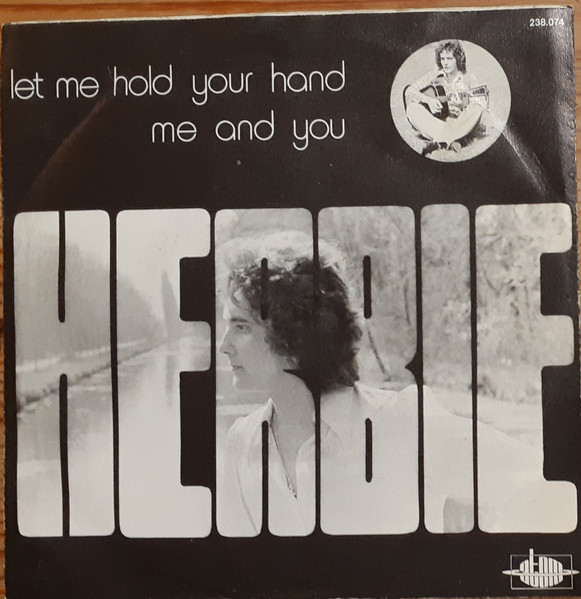 238.074
let me hold your hand
me and you
HERBIE